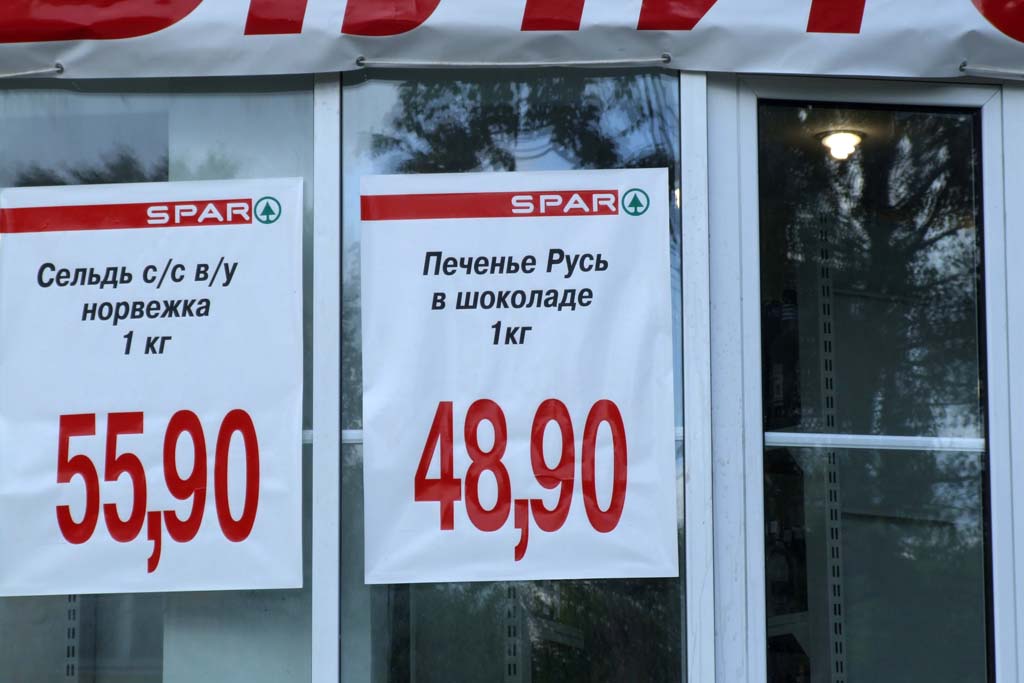 SPAR
Сельдь с/с в/у
норвежка
1 кг
55,90
SPAR
Печенье Русь
в шоколаде
1кг
48,90